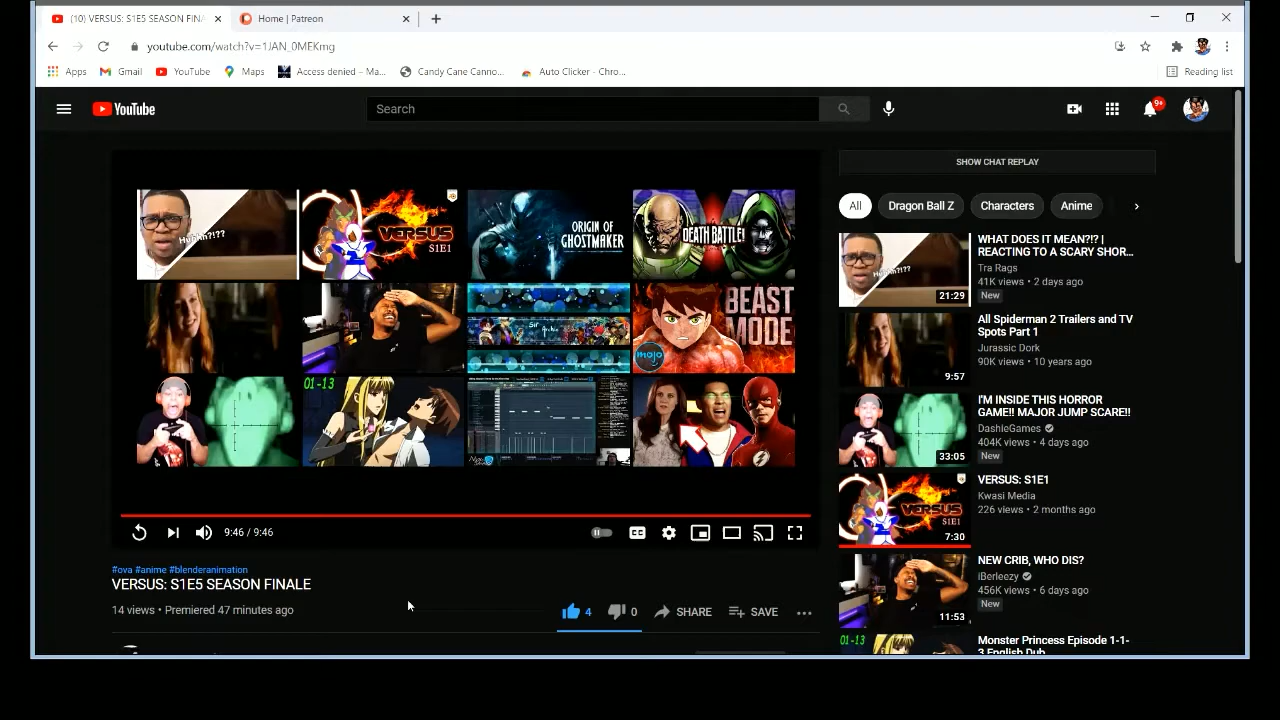 (10) VERSUS: S1E5 SEASON FINA
Home | Patreon
youtube.com/watch?v=1JAN_0MEKmg
Apps
Gmail
YouTube
Maps
Access denied – Ma...
Candy Cane Canno...
Auto Clicker - Chro...
Reading list
YouTube
Search
9+
SHOW CHAT REPLAY
All
Dragon Ball Z
Characters
Anime
Huhhh?!??
VERSUS
S1E1
ORIGIN OF
GHOSTMAKER
DEATH BATTLE!
Sir
BEAST
MODE
mojo
01-13
9:46 / 9:46
CC
#ova #anime #blenderanimation
VERSUS: S1E5 SEASON FINALE
14 views • Premiered 47 minutes ago
4
0
SHARE
SAVE
Huhhh?!??
21:29
WHAT DOES IT MEAN?!? |
REACTING TO A SCARY SHOR...
Tra Rags
41K views • 2 days ago
New
9:57
All Spiderman 2 Trailers and TV
Spots Part 1
Jurassic Dork
90K views • 10 years ago
33:05
I'M INSIDE THIS HORROR
GAME!! MAJOR JUMP SCARE!!
DashieGames
404K views • 4 days ago
New
VERSUS
S1E1
7:30
VERSUS: S1E1
Kwasi Media
226 views • 2 months ago
11:53
NEW CRIB, WHO DIS?
iBerleezy
456K views • 6 days ago
New
01-13
Monster Princess Episode 1-1-
3 English Dub